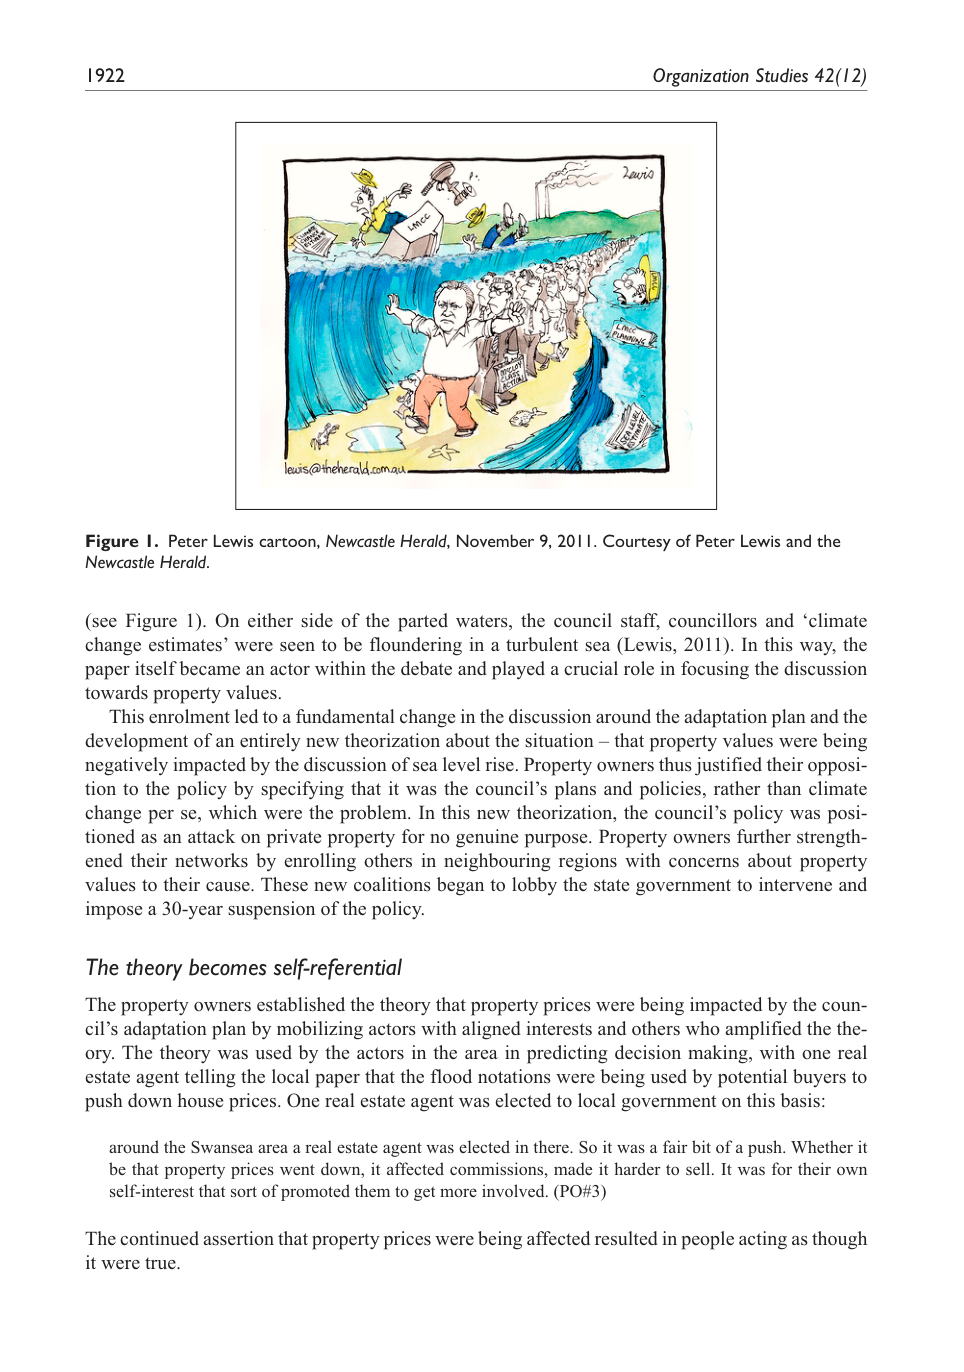 1922
Organization Studies 42(12)
Lewis
LMCC
CLIMATE
CHANGE
ESTIMATE
LMCC
PLANNING
MCCLOY
CLASS
ACTION
SEA LEVEL
ESTIMATE
lewis@theherald.com.au
Figure 1. Peter Lewis cartoon, Newcastle Herald, November 9, 2011. Courtesy of Peter Lewis and the
Newcastle Herald.
(see Figure 1). On either side of the parted waters, the council staff, councillors and ‘climate
change estimates’ were seen to be floundering in a turbulent sea (Lewis, 2011). In this way, the
paper itself became an actor within the debate and played a crucial role in focusing the discussion
towards property values.
This enrolment led to a fundamental change in the discussion around the adaptation plan and the
development of an entirely new theorization about the situation – that property values were being
negatively impacted by the discussion of sea level rise. Property owners thus justified their opposi-
tion to the policy by specifying that it was the council’s plans and policies, rather than climate
change per se, which were the problem. In this new theorization, the council’s policy was posi-
tioned as an attack on private property for no genuine purpose. Property owners further strength-
ened their networks by enrolling others in neighbouring regions with concerns about property
values to their cause. These new coalitions began to lobby the state government to intervene and
impose a 30-year suspension of the policy.
The theory becomes self-referential
The property owners established the theory that property prices were being impacted by the coun-
cil’s adaptation plan by mobilizing actors with aligned interests and others who amplified the the-
ory. The theory was used by the actors in the area in predicting decision making, with one real
estate agent telling the local paper that the flood notations were being used by potential buyers to
push down house prices. One real estate agent was elected to local government on this basis:
around the Swansea area a real estate agent was elected in there. So it was a fair bit of a push. Whether it
be that property prices went down, it affected commissions, made it harder to sell. It was for their own
self-interest that sort of promoted them to get more involved. (PO#3)
The continued assertion that property prices were being affected resulted in people acting as though
it were true.